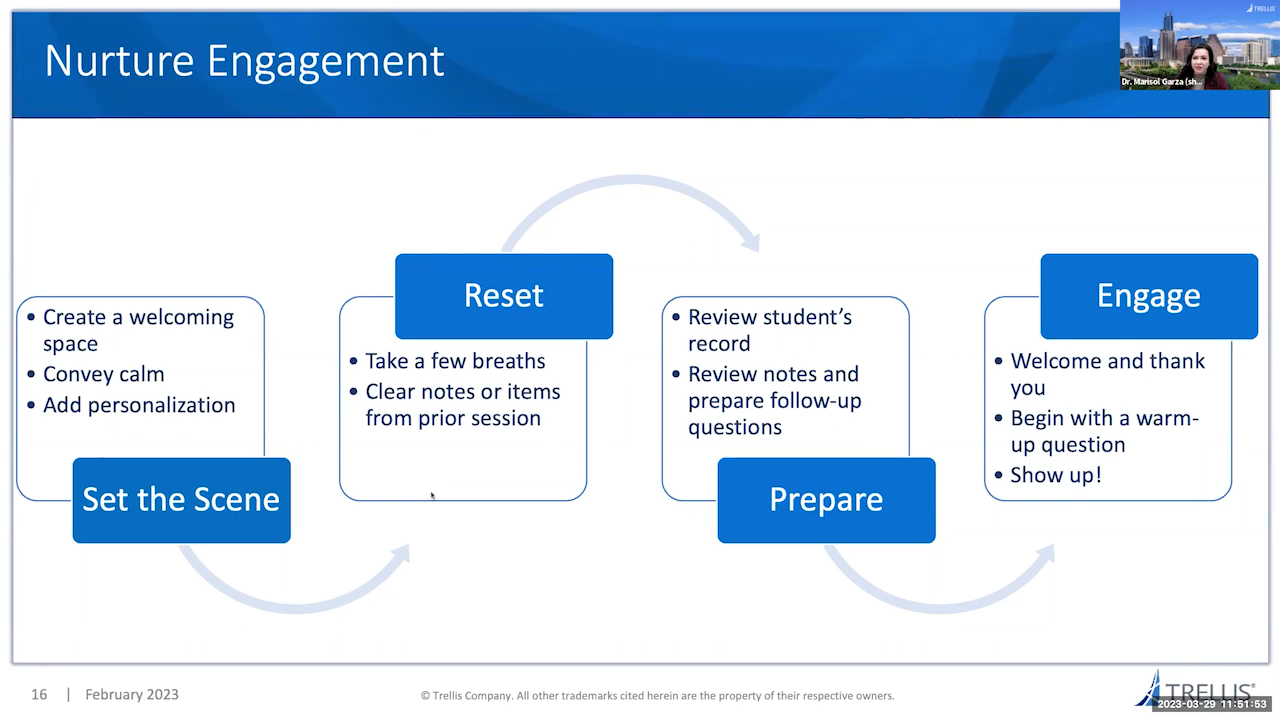 Nurture Engagement
TRELLIS
Dr. Marisol Garza (sh...
• Create a welcoming
space
• Convey calm
• Add personalization
Set the Scene
Reset
• Take a few breaths
• Clear notes or items
from prior session
• Review student's
record
• Review notes and
prepare follow-up
questions
Prepare
Engage
• Welcome and thank
you
• Begin with a warm-
up question
• Show up!
16 | February 2023
© Trellis Company. All other trademarks cited herein are the property of their respective owners.
TRELLIS®
2023-03-29 11:51:53